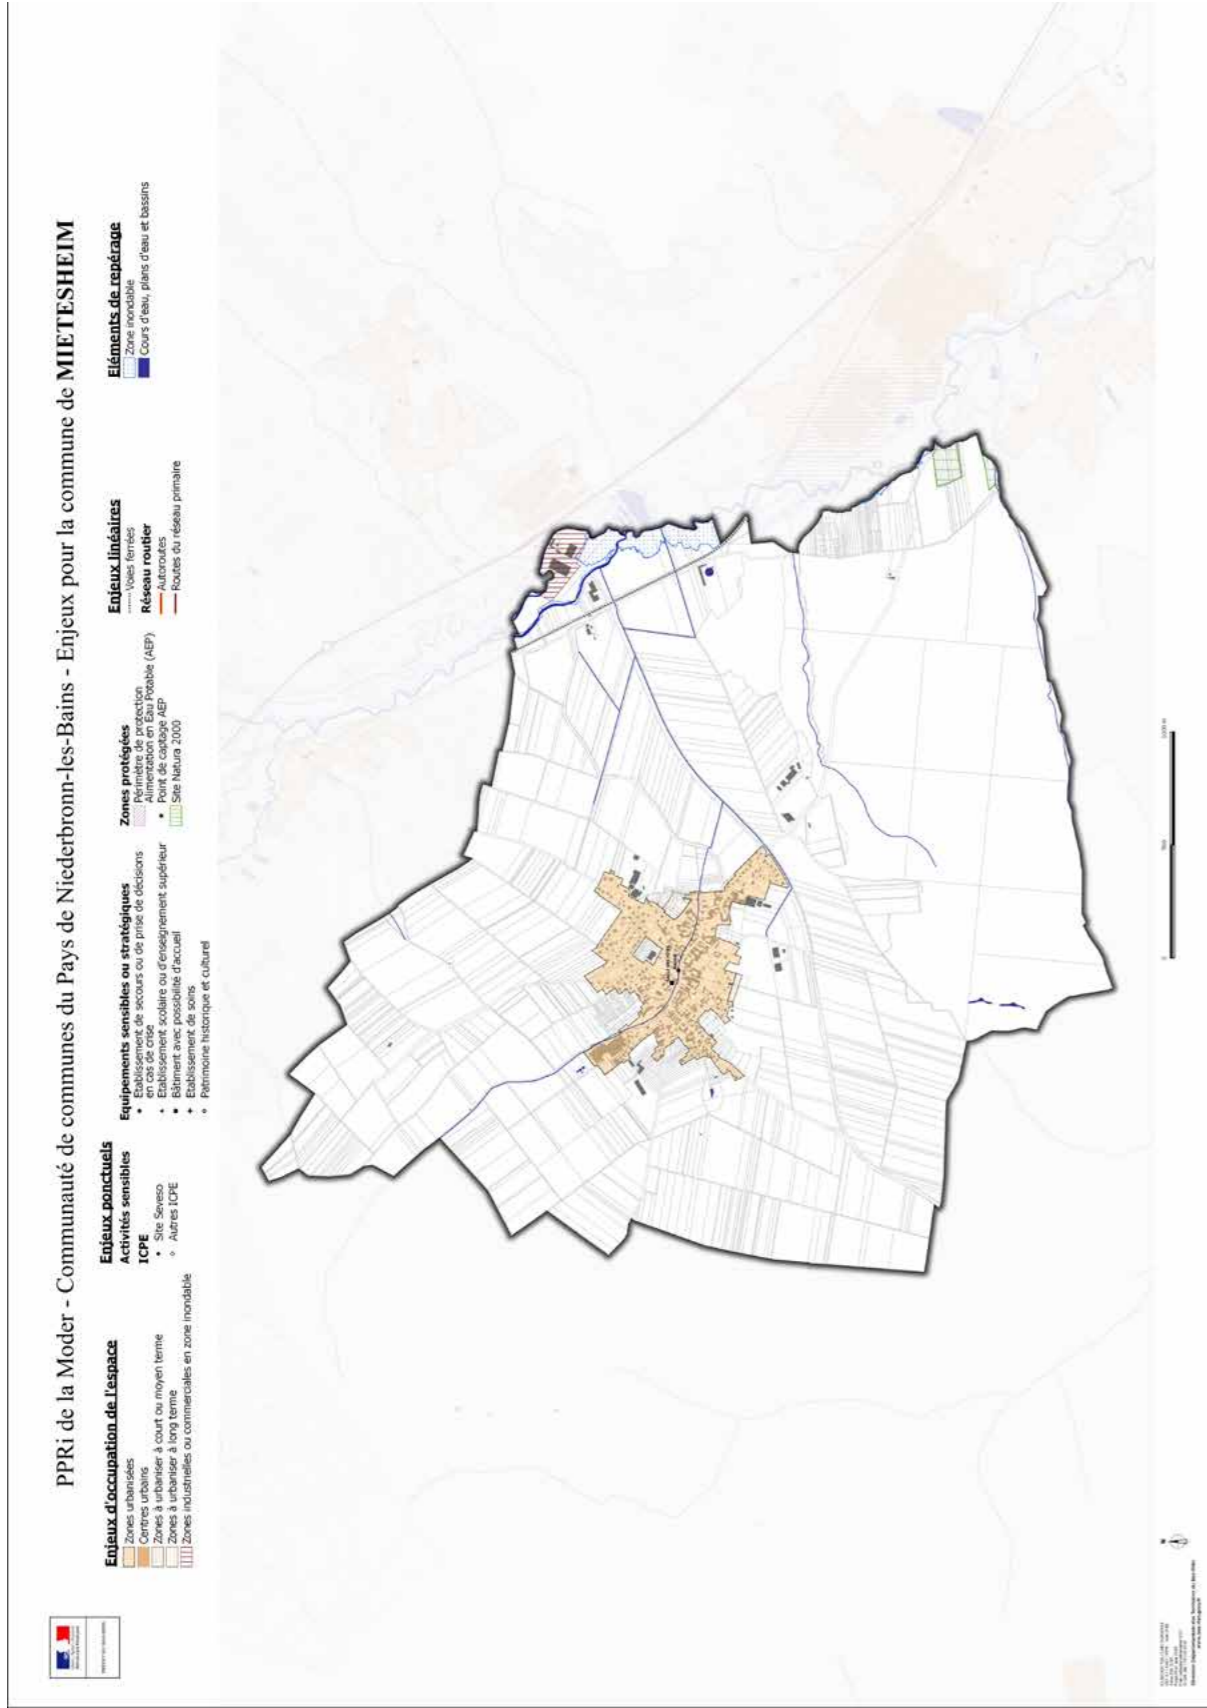 PPRi de la Moder - Communauté de communes du Pays de Niederbronn-les-Bains - Enjeux pour la commune de MIETESHEIM
Enjeux d'occupation de l'espace
Zones urbanisées
Centres urbains
Zones à urbaniser à court ou moyen terme
Zones à urbaniser à long terme
Zones industrielles ou commerciales en zone inondable
Enjeux ponctuels
Activités sensibles
ICPE
Site Seveso
Autres ICPE
Equipements sensibles ou stratégiques
Etablissement de secours ou de prise de décisions
en cas de crise
Etablissement scolaire ou d'enseignement supérieur
Bâtiment avec possibilité d'accueil
Etablissement de soins
Patrimoine historique et culturel
Zones protégées
Périmètre de protection
Alimentation en Eau Potable (AEP)
Point de captage AEP
Site Natura 2000
Enjeux linéaires
Voies ferrées
Réseau routier
Autoroutes
Routes du réseau primaire
Eléments de repérage
Zone inondable
Cours d'eau, plans d'eau et bassins